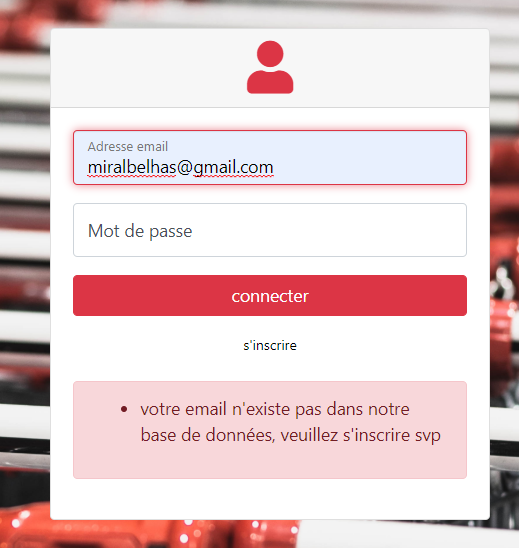 Adresse email
miralbelhas@gmail.com
Mot de passe
connecter
s'inscrire
votre email n'existe pas dans notre
base de données, veuillez s'inscrire svp